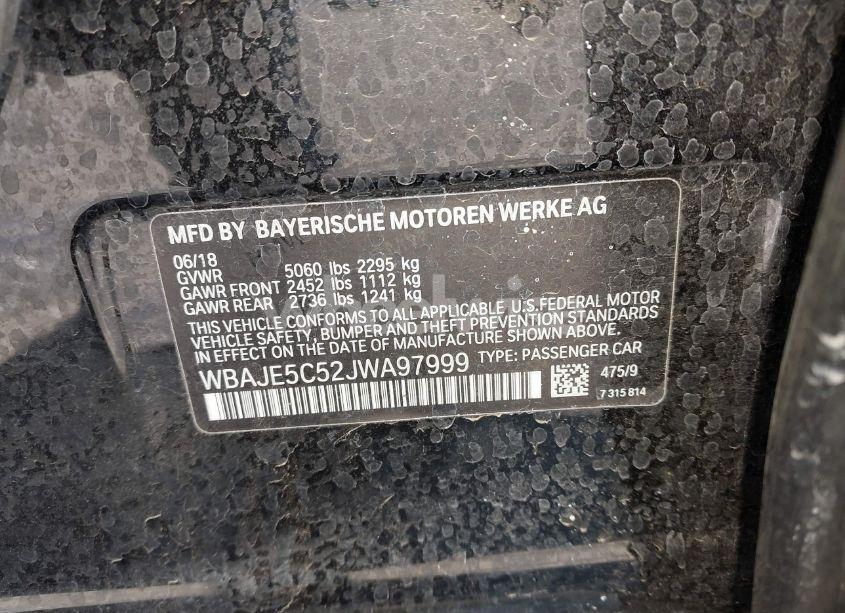 MFD BY BAYERISCHE MOTOREN WERKE AG
06/18
GVWR 5060 lbs 2295 kg
GAWR FRONT 2452 lbs 1112 kg
GAWR REAR 2736 lbs 1241 kg
THIS VEHICLE CONFORMS TO ALL APPLICABLE U.S.FEDERAL MOTOR
VEHICLE SAFETY, BUMPER AND THEFT PREVENTION STANDARDS
IN EFFECT ON THE DATE OF MANUFACTURE SHOWN ABOVE.
WBAJE5C52JWA97999 TYPE: PASSENGER CAR
475/9
7 315 814